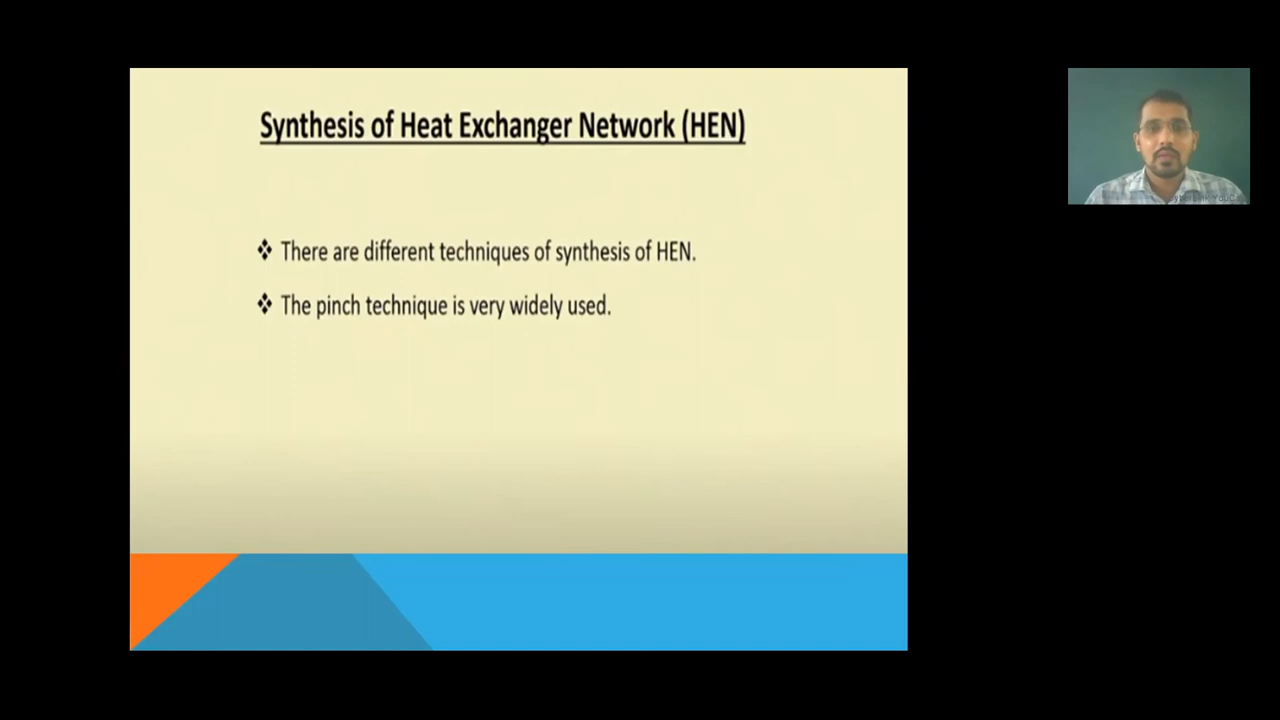 Synthesis of Heat Exchanger Network (HEN)
❖ There are different techniques of synthesis of HEN.
❖ The pinch technique is very widely used.